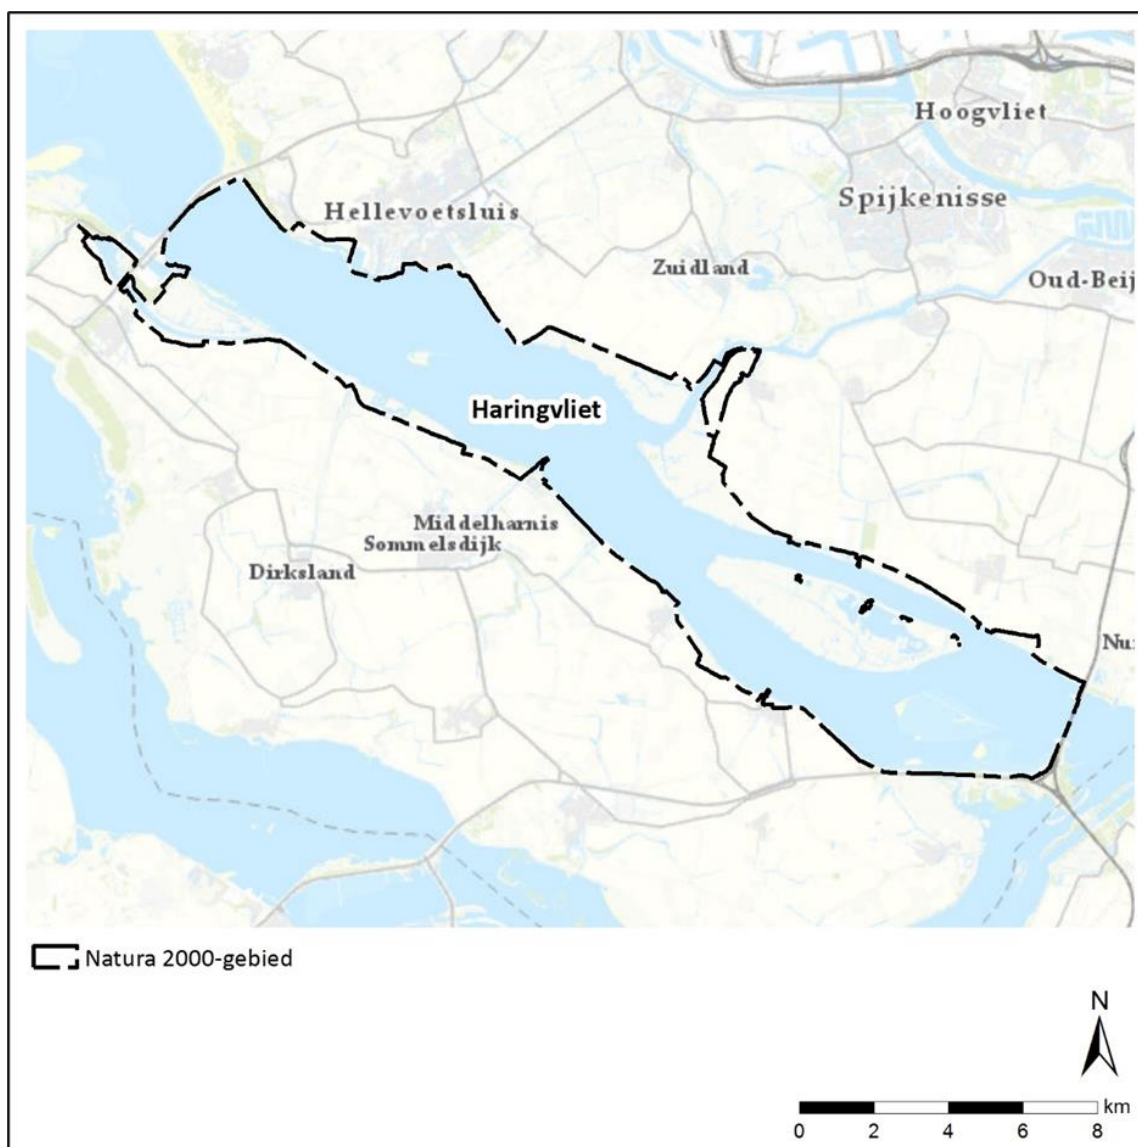 Hoogvliet
Spijkenisse
Hellevoetsluis
Zuidland
Oud-Beij
Haringvliet
Middelharnis
Sommelsdijk
Dirksland
Nu
Natura 2000-gebied
N
km
0 2 4 6 8